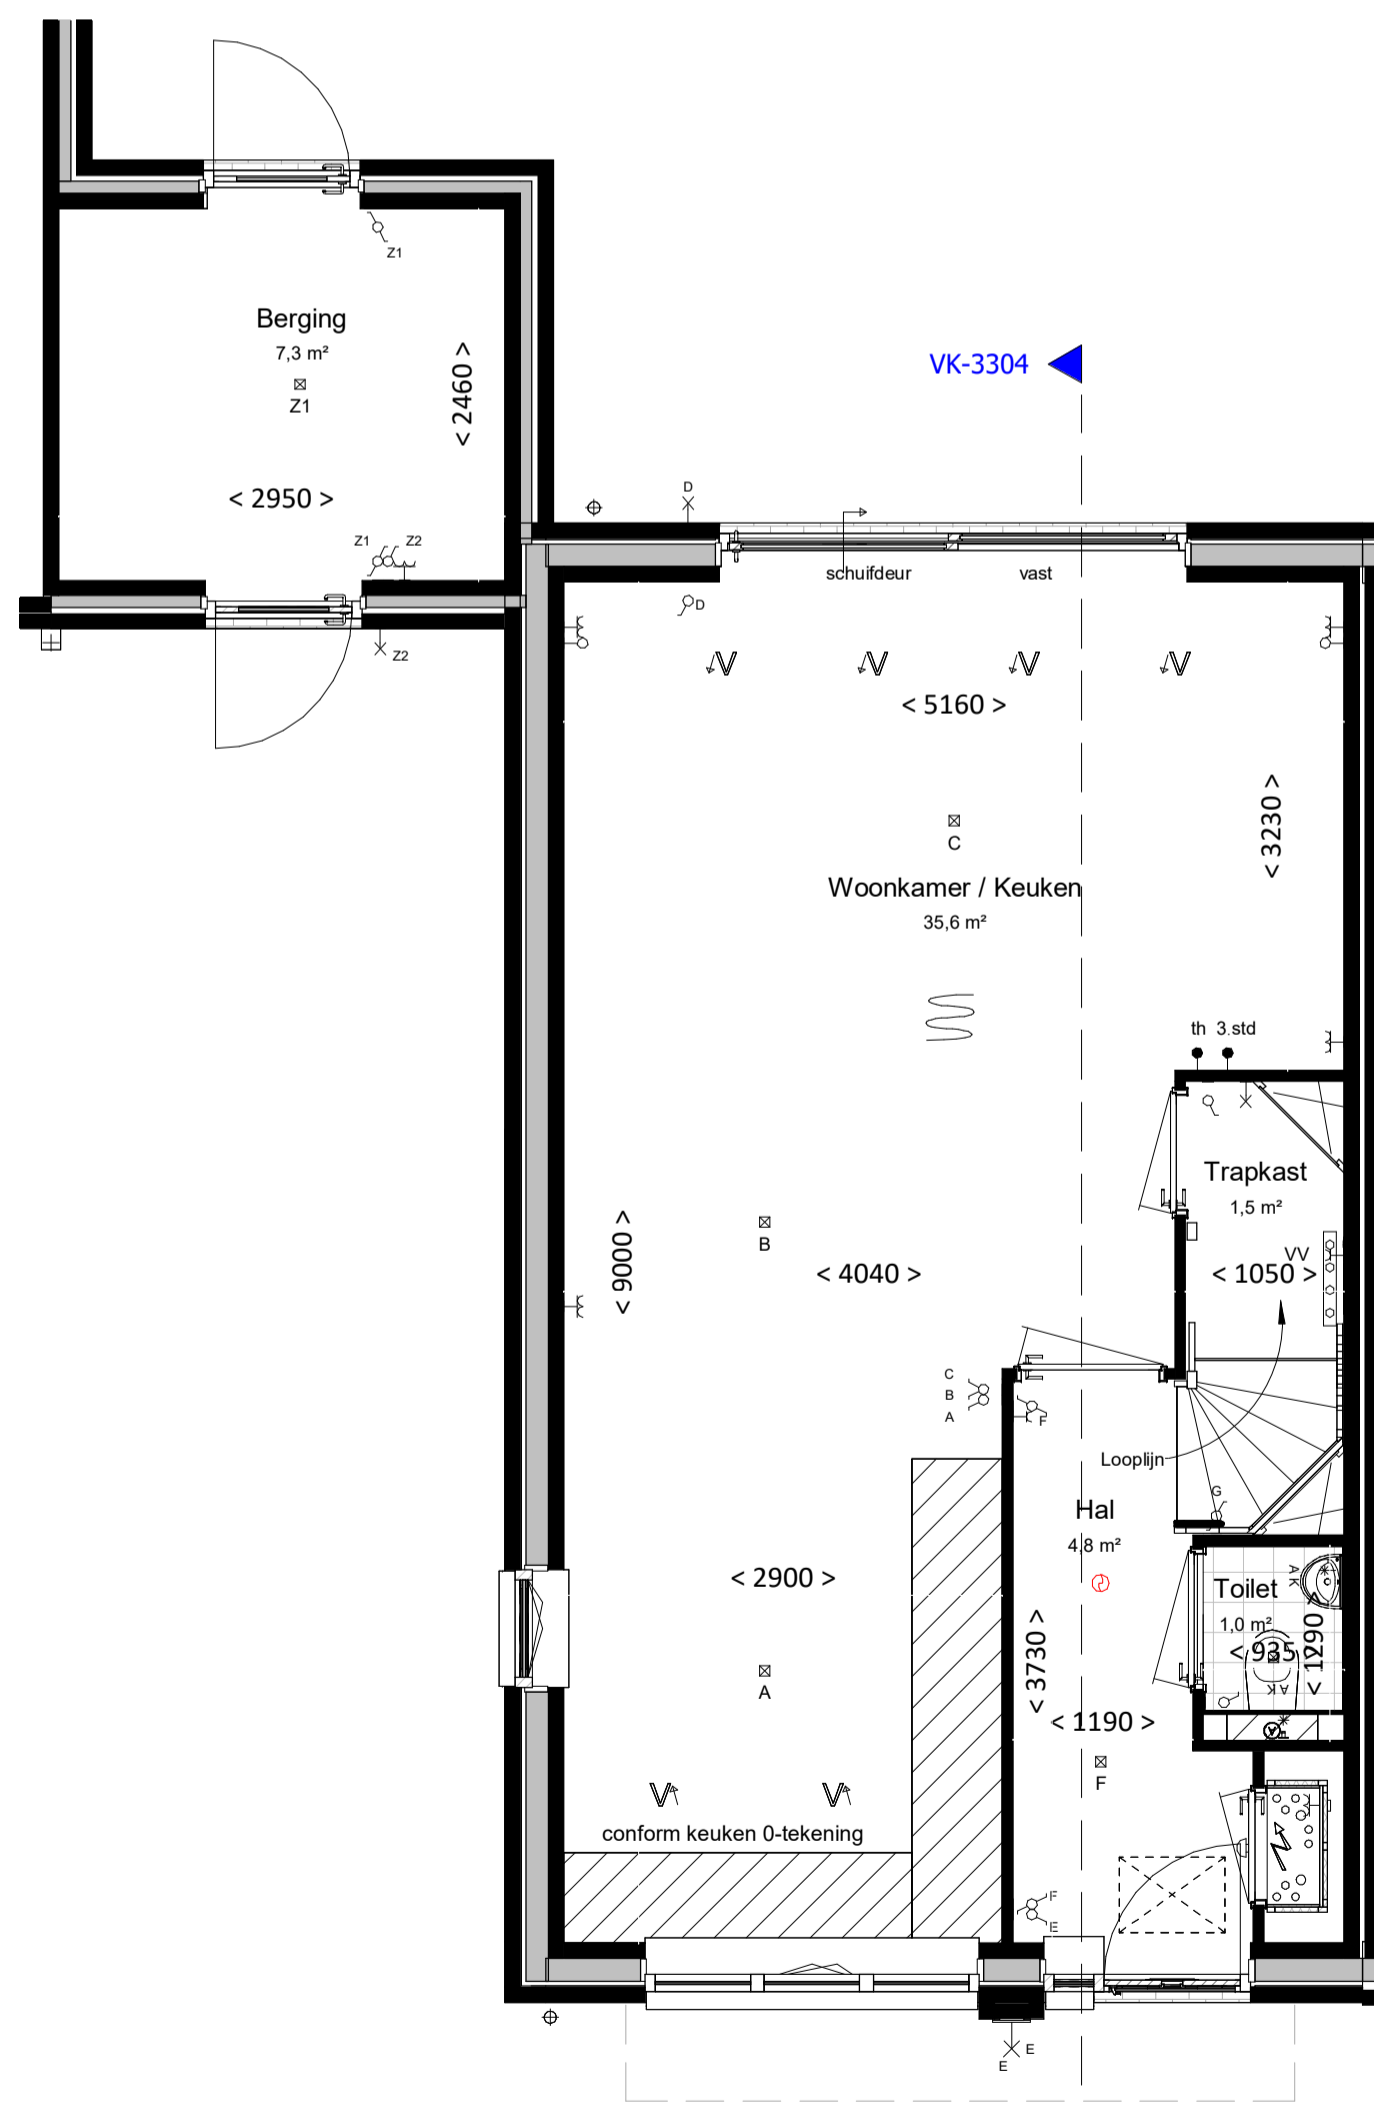 Z1
Berging
7,3 m²
Z1
< 2460 >
< 2950 >
Z1 Z2
Z2
VK-3304
D
schuifdeur vast
D
V V V V
< 5160 >
< 3230 >
C
Woonkamer / Keuken
35,6 m²
th 3.std
Trapkast
1,5 m²
VV
< 1050 >
B
< 9000 >
< 4040 >
C
B
A
F
Looplijn
G
Hal
4,8 m²
< 2900 >
Toilet
1,0 m²
< 935 >
< 1290 >
AK
AK
A
< 3730 >
< 1190 >
F
V V
conform keuken 0-tekening
F
E
E
E